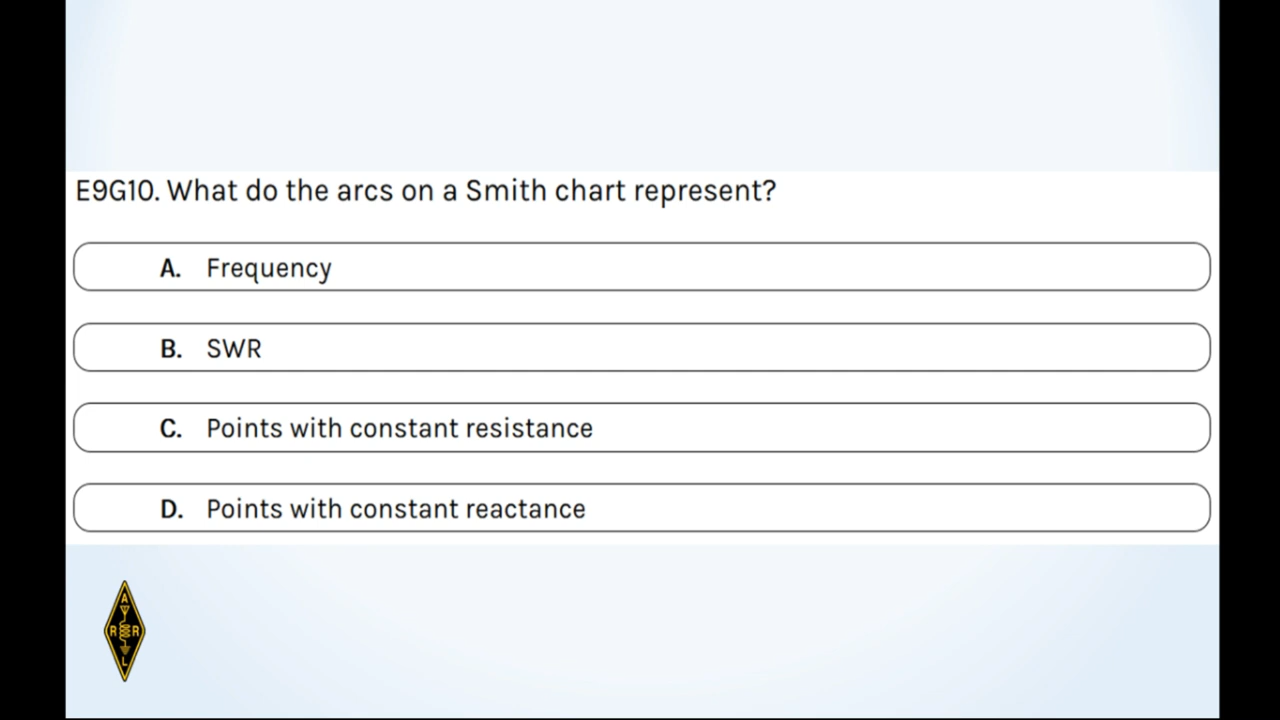 E9G10. What do the arcs on a Smith chart represent?
A. Frequency
B. SWR
C. Points with constant resistance
D. Points with constant reactance
A
R R
L